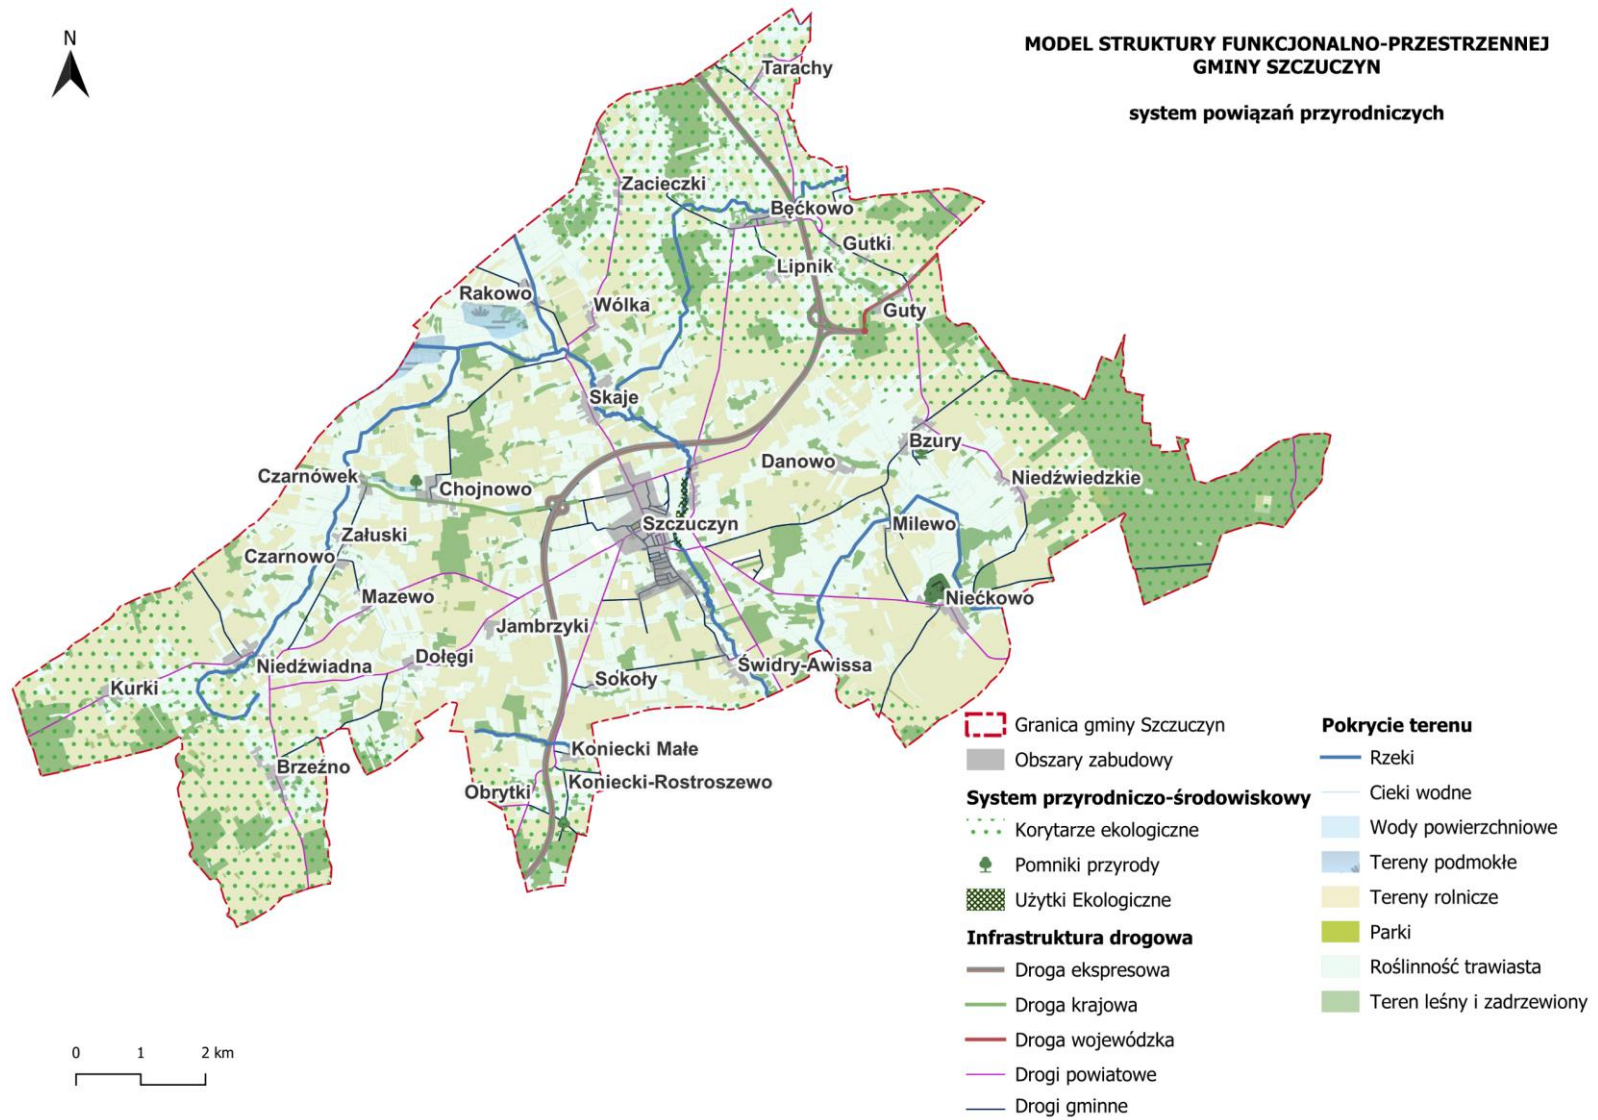 N
MODEL STRUKTURY FUNKCJONALNO-PRZESTRZENNEJ
GMINY SZCZUCZYN
system powiązań przyrodniczych
Tarachy
Zacieczki
Bęćkowo
Gutki
Lipnik
Rakowo
Wólka
Guty
Skaje
Bzury
Danowo
Czarnówek
Chojnowo
Niedźwiedzkie
Szczuczyn
Milewo
Załuski
Czarnowo
Mazewo
Niećkowo
Jambrzyki
Dołęgi
Niedźwiadna
Świdry-Awissa
Kurki
Sokoły
Koniecki Małe
Brzeźno
Koniecki-Rostroszewo
Obrytki
Granica gminy Szczuczyn
Obszary zabudowy
System przyrodniczo-środowiskowy
Korytarze ekologiczne
Pomniki przyrody
Użytki Ekologiczne
Infrastruktura drogowa
Droga ekspresowa
Droga krajowa
Droga wojewódzka
Drogi powiatowe
Drogi gminne
Pokrycie terenu
Rzeki
Cieki wodne
Wody powierzchniowe
Tereny podmokłe
Tereny rolnicze
Parki
Roślinność trawiasta
Teren leśny i zadrzewiony
0 1 2 km